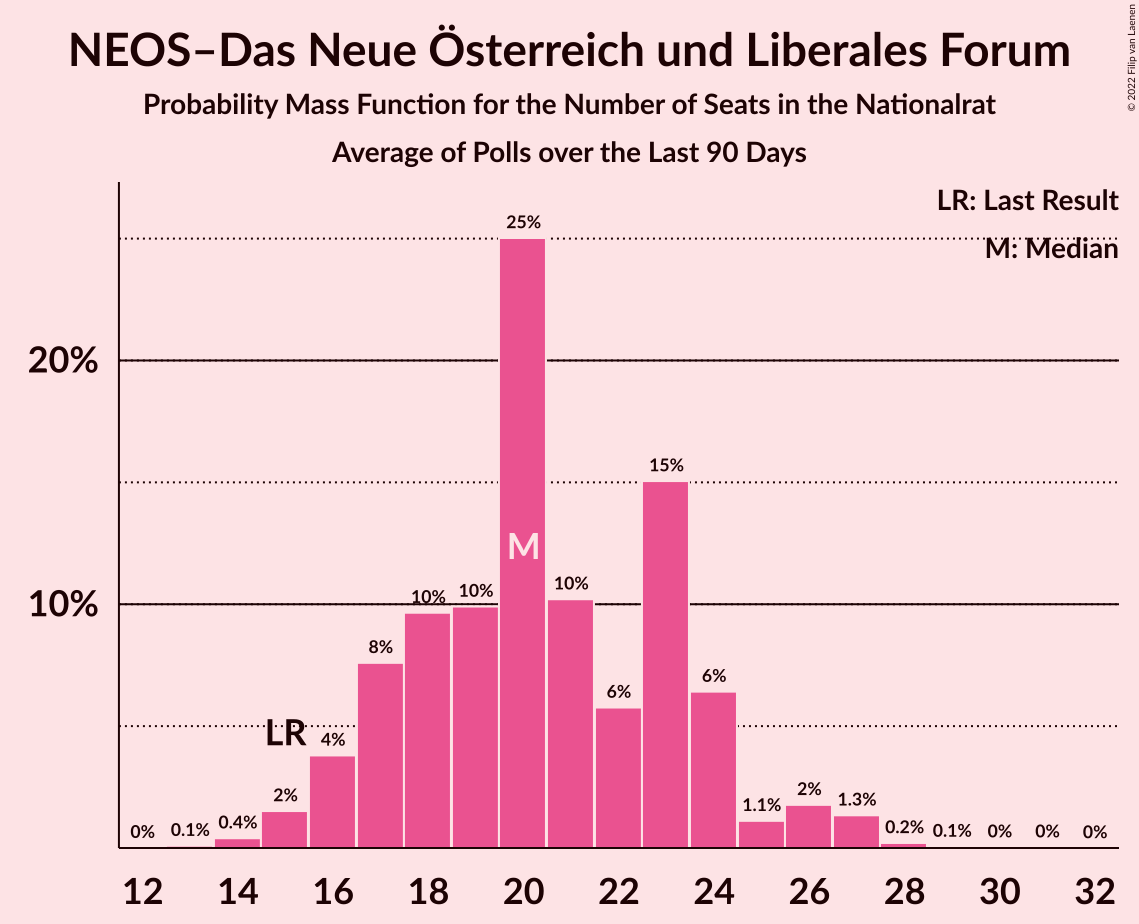 NEOS–Das Neue Österreich und Liberales Forum
Probability Mass Function for the Number of Seats in the Nationalrat
Average of Polls over the Last 90 Days
© 2022 Filip van Laenen
LR: Last Result
M: Median
20%
10%
0%
0.1%
0.4%
2%
LR
4%
8%
10%
10%
25%
M
10%
6%
15%
6%
1.1%
2%
1.3%
0.2%
0.1%
0%
0%
0%
12 14 16 18 20 22 24 26 28 30 32